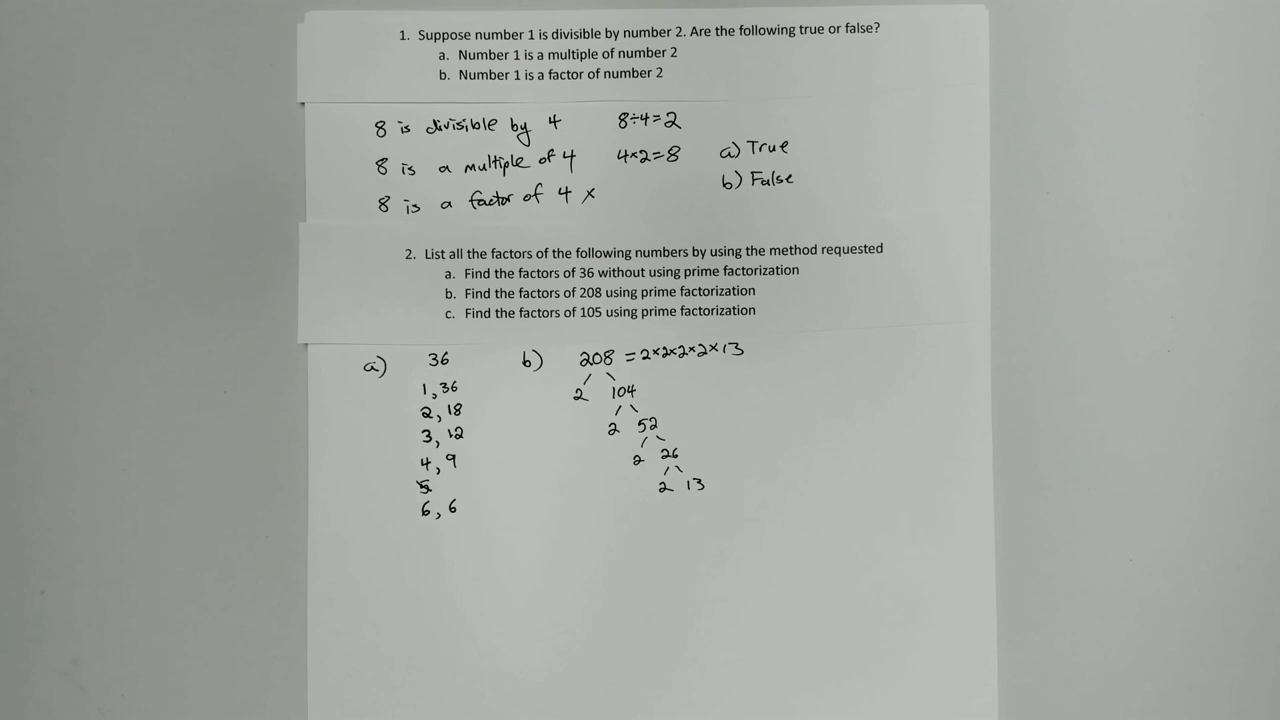 1. Suppose number 1 is divisible by number 2. Are the following true or false?
a. Number 1 is a multiple of number 2
b. Number 1 is a factor of number 2
8 is divisible by 4 8÷4=2
8 is a multiple of 4 4×2=8 a) True
8 is a factor of 4 × b) False
2. List all the factors of the following numbers by using the method requested
a. Find the factors of 36 without using prime factorization
b. Find the factors of 208 using prime factorization
c. Find the factors of 105 using prime factorization
a) 36 b) 208 = 2×2×2×2×13
1, 36 2 104
2, 18 2 52
3, 12 2 26
4, 9 2 13
5
6, 6